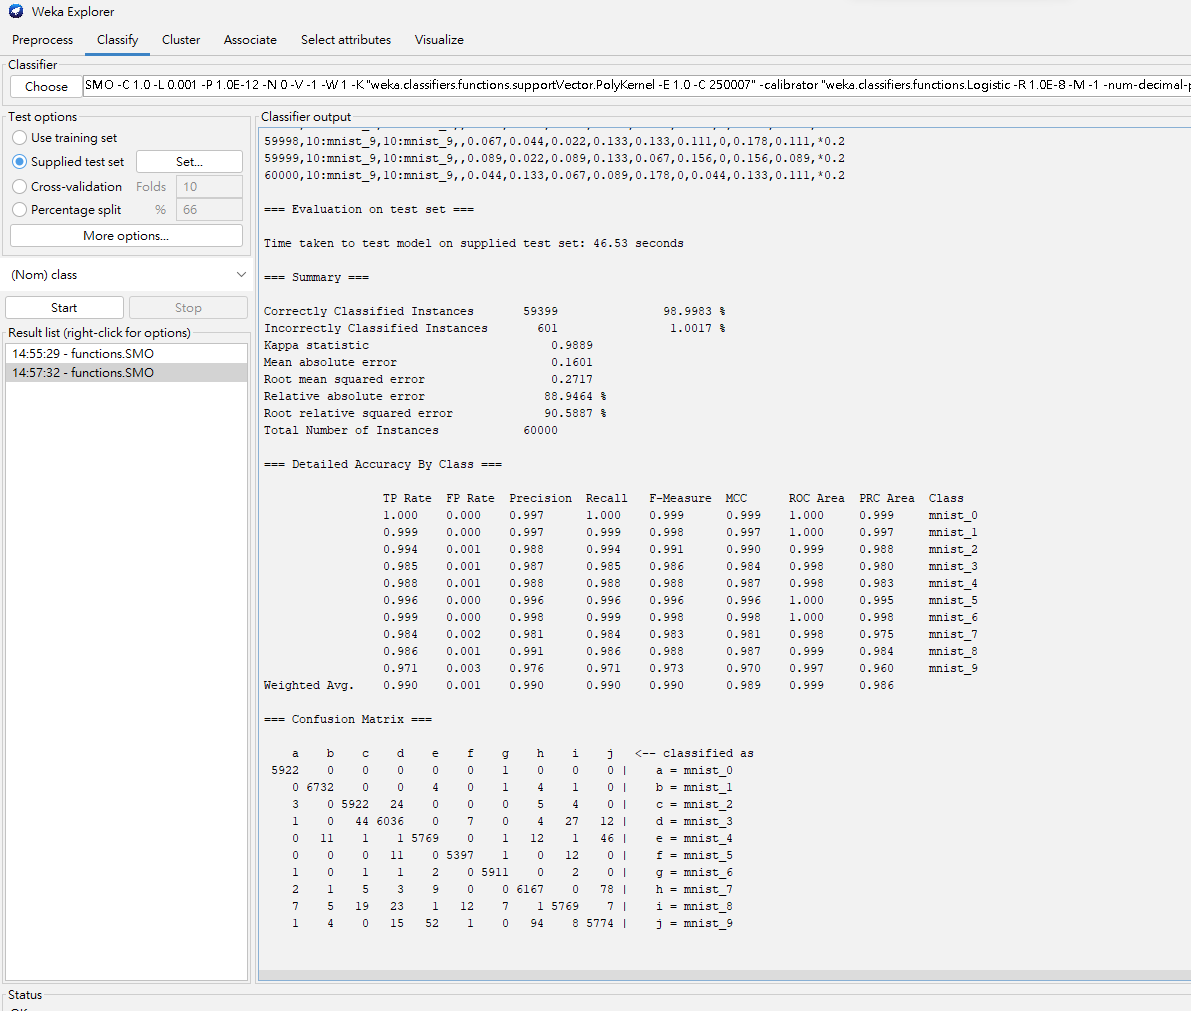 Weka Explorer
Preprocess Classify Cluster Associate Select attributes Visualize
Classifier
Choose SMO -C 1.0 -L 0.001 -P 1.0E-12 -N 0 -V -1 -W 1 -K "weka.classifiers.functions.supportVector.PolyKernel -E 1.0 -C 250007" -calibrator "weka.classifiers.functions.Logistic -R 1.0E-8 -M -1 -num-decimal-p
Test options
Use training set
Supplied test set Set...
Cross-validation Folds 10
Percentage split % 66
More options...
(Nom) class
Start Stop
Result list (right-click for options)
14:55:29 - functions.SMO
14:57:32 - functions.SMO
Classifier output
59998,10:mnist_9,10:mnist_9,,0.067,0.044,0.022,0.133,0.133,0.111,0,0.178,0.111,*0.2
59999,10:mnist_9,10:mnist_9,,0.089,0.022,0.089,0.133,0.067,0.156,0,0.156,0.089,*0.2
60000,10:mnist_9,10:mnist_9,,0.044,0.133,0.067,0.089,0.178,0,0.044,0.133,0.111,*0.2
=== Evaluation on test set ===
Time taken to test model on supplied test set: 46.53 seconds
=== Summary ===
Correctly Classified Instances 59399 98.9983 %
Incorrectly Classified Instances 601 1.0017 %
Kappa statistic 0.9889
Mean absolute error 0.1601
Root mean squared error 0.2717
Relative absolute error 88.9464 %
Root relative squared error 90.5887 %
Total Number of Instances 60000
=== Detailed Accuracy By Class ===
TP Rate FP Rate Precision Recall F-Measure MCC ROC Area PRC Area Class
1.000 0.000 0.997 1.000 0.999 0.999 1.000 0.999 mnist_0
0.999 0.000 0.997 0.999 0.998 0.997 1.000 0.997 mnist_1
0.994 0.001 0.988 0.994 0.991 0.990 0.999 0.988 mnist_2
0.985 0.001 0.987 0.985 0.986 0.984 0.998 0.980 mnist_3
0.988 0.001 0.988 0.988 0.988 0.987 0.998 0.983 mnist_4
0.996 0.000 0.996 0.996 0.996 0.996 1.000 0.995 mnist_5
0.999 0.000 0.998 0.999 0.998 0.998 1.000 0.998 mnist_6
0.984 0.002 0.981 0.984 0.983 0.981 0.998 0.975 mnist_7
0.986 0.001 0.991 0.986 0.988 0.987 0.999 0.984 mnist_8
0.971 0.003 0.976 0.971 0.973 0.970 0.997 0.960 mnist_9
Weighted Avg. 0.990 0.001 0.990 0.990 0.990 0.989 0.999 0.986
=== Confusion Matrix ===
a b c d e f g h i j <-- classified as
5922 0 0 0 0 0 1 0 0 0 | a = mnist_0
0 6732 0 0 4 0 1 4 1 0 | b = mnist_1
3 0 5922 24 0 0 0 5 4 0 | c = mnist_2
1 0 44 6036 0 7 0 4 27 12 | d = mnist_3
0 11 1 1 5769 0 1 12 1 46 | e = mnist_4
0 0 0 11 0 5397 1 0 12 0 | f = mnist_5
1 0 1 1 2 0 5911 0 2 0 | g = mnist_6
2 1 5 3 9 0 0 6167 0 78 | h = mnist_7
7 5 19 23 1 12 7 1 5769 7 | i = mnist_8
1 4 0 15 52 1 0 94 8 5774 | j = mnist_9
Status